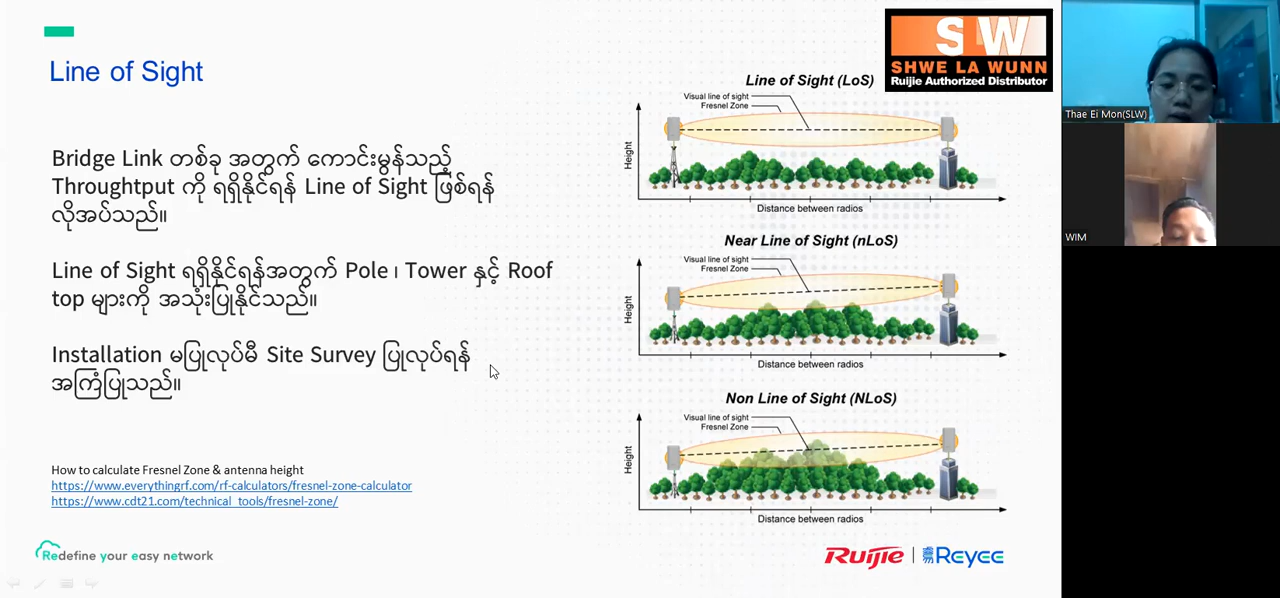 Line of Sight
Bridge Link တစ်ခု အတွက် ကောင်းမွန်သည့်
Throughtput ကို ရရှိနိုင်ရန် Line of Sight ဖြစ်ရန်
လိုအပ်သည်။
Line of Sight ရရှိနိုင်ရန်အတွက် Pole ၊ Tower နှင့် Roof
top များကို အသုံးပြုနိုင်သည်။
Installation မပြုလုပ်မီ Site Survey ပြုလုပ်ရန်
အကြံပြုသည်။
How to calculate Fresnel Zone & antenna height
https://www.everythingrf.com/rf-calculators/fresnel-zone-calculator
https://www.cdt21.com/technical_tools/fresnel-zone/
Redefine your easy network
SW
SHWE LA WUNN
Ruijie Authorized Distributor
Line of Sight (LoS)
Visual line of sight
Fresnel Zone
Height
Distance between radios
Near Line of Sight (nLoS)
Visual line of sight
Fresnel Zone
Height
Distance between radios
Non Line of Sight (NLoS)
Visual line of sight
Fresnel Zone
Height
Distance between radios
Ruijie | Reyee
Thae Ei Mon(SLW)
WIM